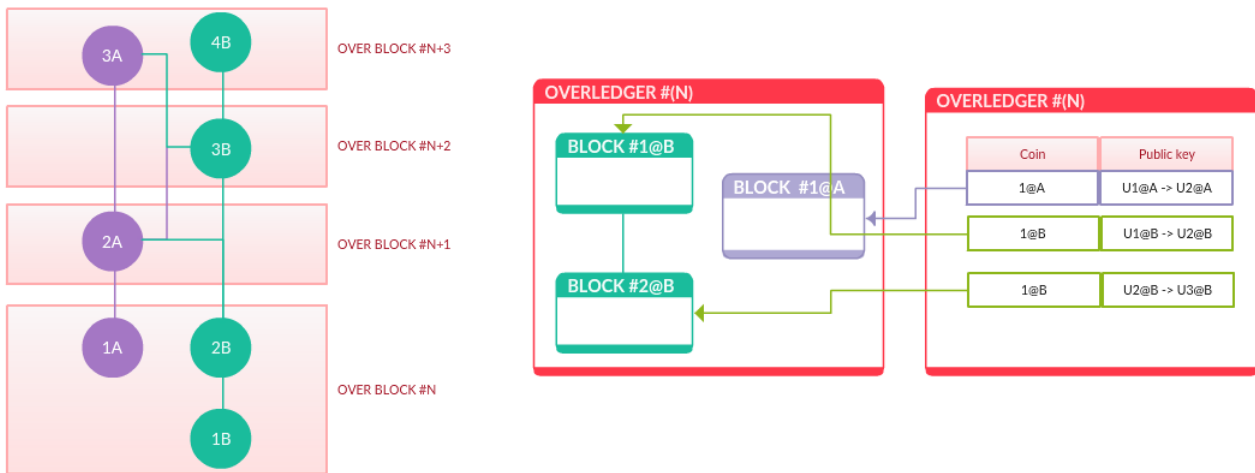 3A
4B
OVER BLOCK #N+3
3B
OVER BLOCK #N+2
2A
OVER BLOCK #N+1
1A
2B
OVER BLOCK #N
1B
OVERLEDGER #(N)
BLOCK #1@B
BLOCK #1@A
BLOCK #2@B
OVERLEDGER #(N)
Coin Public key
1@A U1@A -> U2@A
1@B U1@B -> U2@B
1@B U2@B -> U3@B